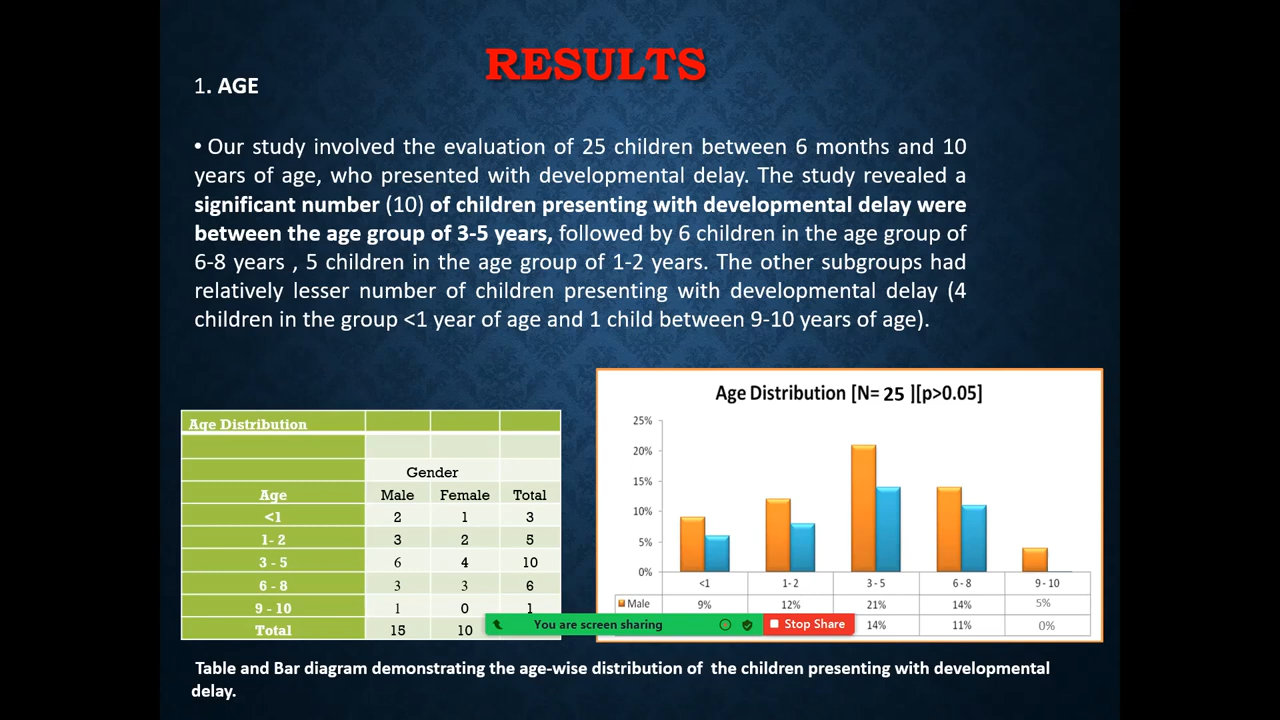 RESULTS
1. AGE
• Our study involved the evaluation of 25 children between 6 months and 10
years of age, who presented with developmental delay. The study revealed a
significant number (10) of children presenting with developmental delay were
between the age group of 3-5 years, followed by 6 children in the age group of
6-8 years , 5 children in the age group of 1-2 years. The other subgroups had
relatively lesser number of children presenting with developmental delay (4
children in the group <1 year of age and 1 child between 9-10 years of age).
Age Distribution
Gender
Age Male Female Total
<1 2 1 3
1- 2 3 2 5
3 - 5 6 4 10
6 - 8 3 3 6
9 - 10 1 0 1
Total 15 10
Age Distribution [N= 25 ][p>0.05]
25%
20%
15%
10%
5%
0%
<1 1- 2 3 - 5 6 - 8 9 - 10
Male 9% 12% 21% 14% 5%
14% 11% 0%
You are screen sharing
Stop Share
Table and Bar diagram demonstrating the age-wise distribution of the children presenting with developmental
delay.